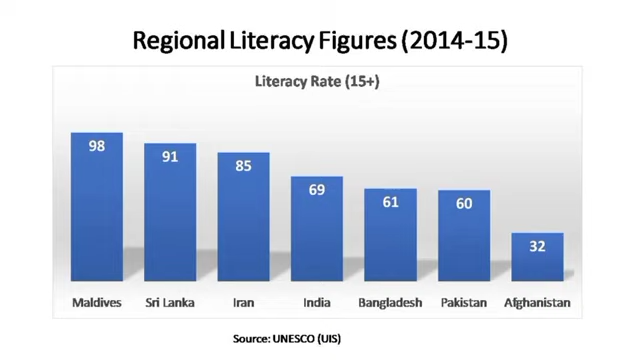 Regional Literacy Figures (2014-15)
Literacy Rate (15+)
98
91
85
69
61
60
32
Maldives Sri Lanka Iran India Bangladesh Pakistan Afghanistan
Source: UNESCO (UIS)